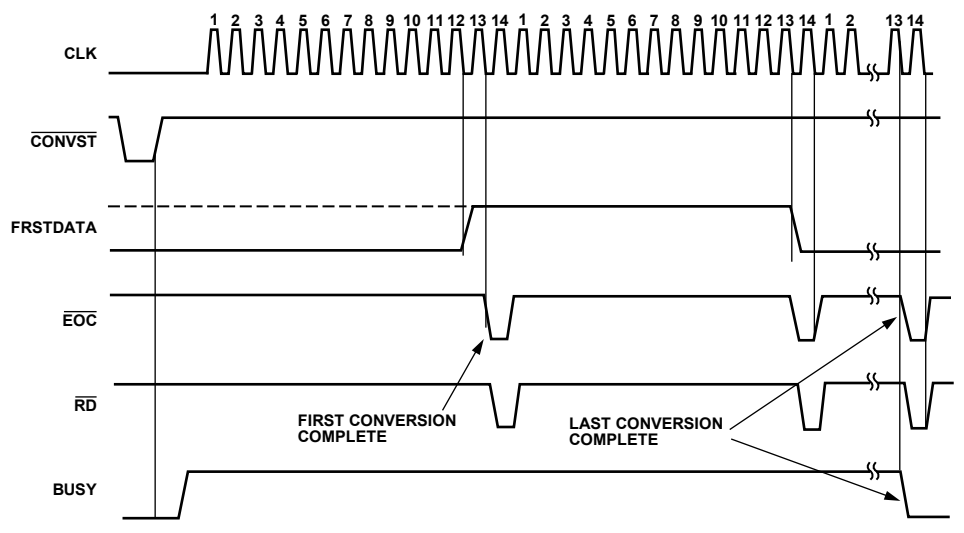 1 2 3 4 5 6 7 8 9 10 11 12 13 14 1 2 3 4 5 6 7 8 9 10 11 12 13 14 1 2 13 14
CLK
CONVST
FRSTDATA
EOC
FIRST CONVERSION
COMPLETE
LAST CONVERSION
COMPLETE
RD
BUSY